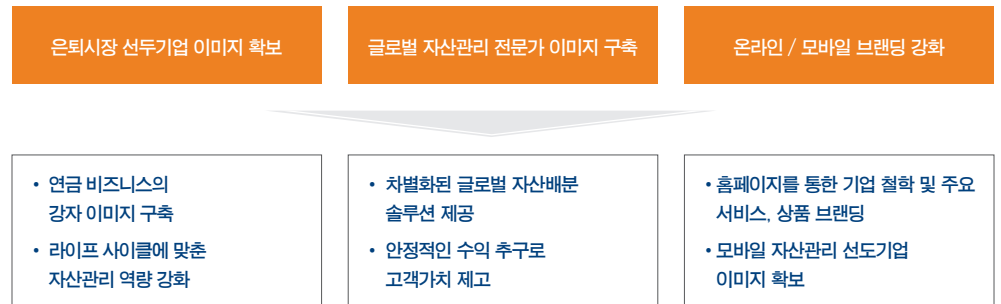 은퇴시장 선두기업 이미지 확보
글로벌 자산관리 전문가 이미지 구축
온라인 / 모바일 브랜딩 강화
• 연금 비즈니스의
강자 이미지 구축
• 라이프 사이클에 맞춘
자산관리 역량 강화
• 차별화된 글로벌 자산배분
솔루션 제공
• 안정적인 수익 추구로
고객가치 제고
• 홈페이지를 통한 기업 철학 및 주요
서비스, 상품 브랜딩
• 모바일 자산관리 선도기업
이미지 확보